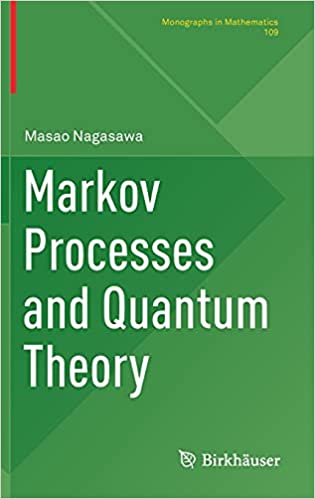 Monographs in Mathematics
109
Masao Nagasawa
Markov
Processes
and Quantum
Theory
Birkhäuser